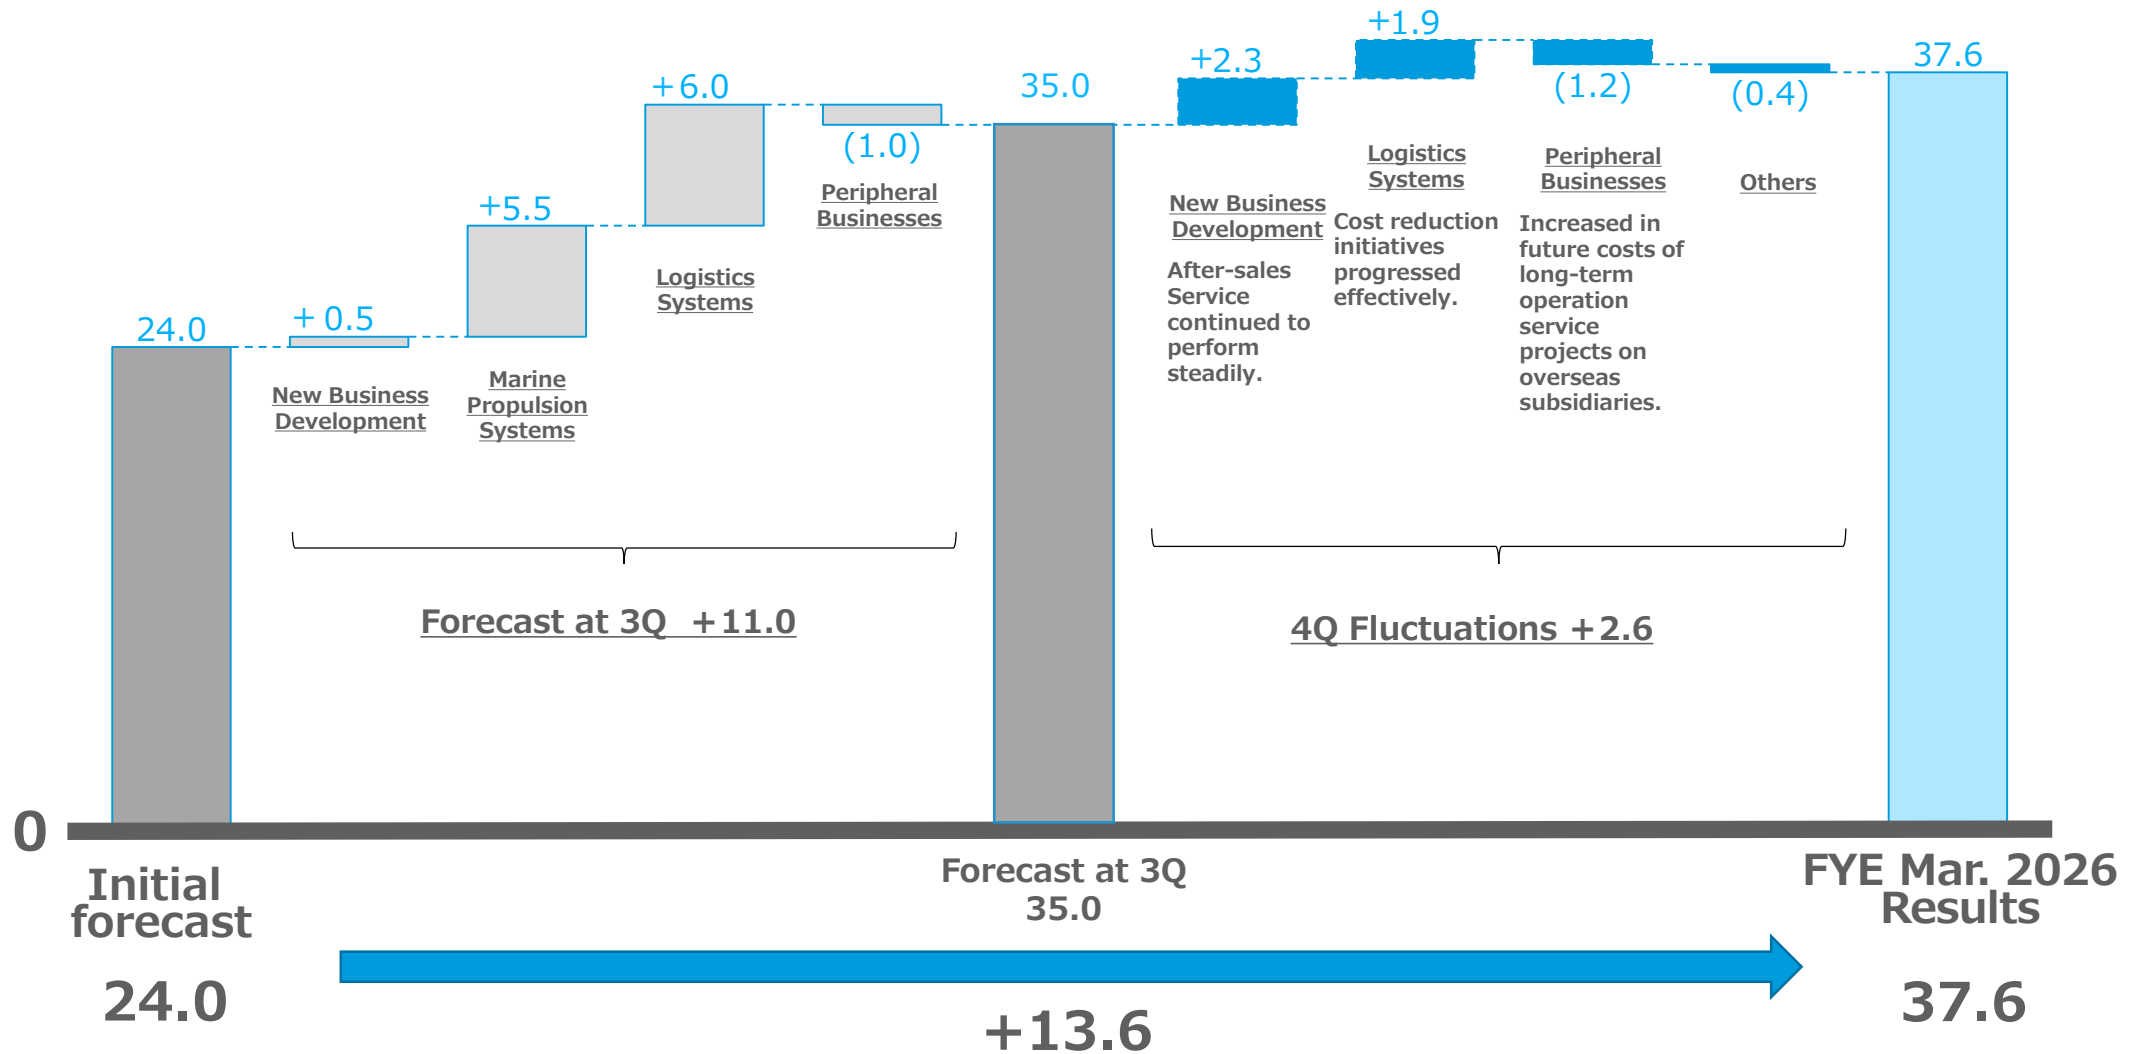 24.0
+ 0.5
New Business
Development
+5.5
Marine
Propulsion
Systems
+6.0
Logistics
Systems
(1.0)
Peripheral
Businesses
35.0
+2.3
New Business
Development
After-sales
Service
continued to
perform
steadily.
+1.9
Logistics
Systems
Cost reduction
initiatives
progressed
effectively.
(1.2)
Peripheral
Businesses
Increased in
future costs of
long-term
operation
service
projects on
overseas
subsidiaries.
(0.4)
Others
37.6
Forecast at 3Q +11.0
4Q Fluctuations +2.6
0
Initial
forecast
24.0
Forecast at 3Q
35.0
FYE Mar. 2026
Results
37.6
+13.6